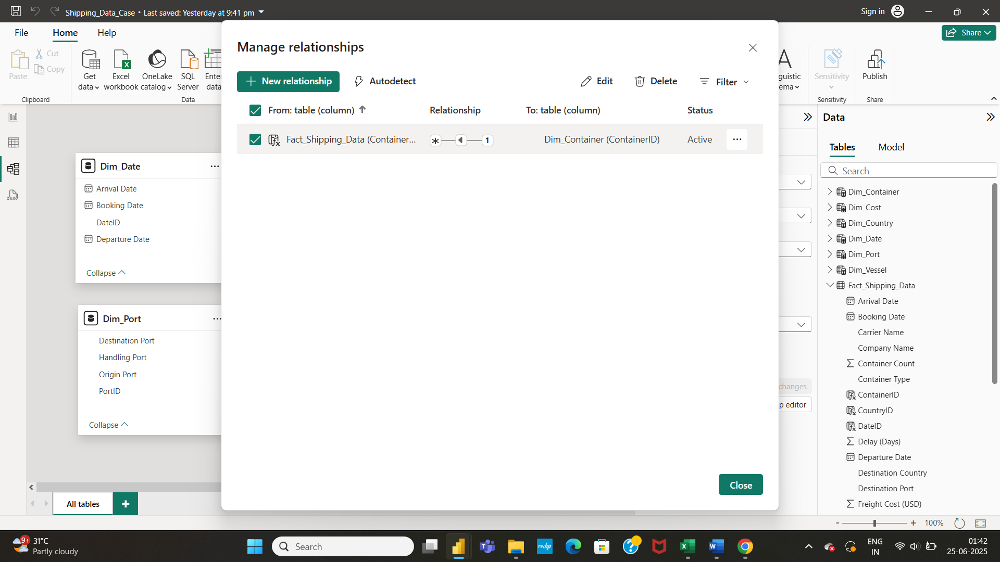 Shipping_Data_Case • Last saved: Yesterday at 9:41 pm
Sign in
File
Home
Help
Share
Paste
Cut
Copy
Clipboard
Get data
Excel workbook
OneLake catalog
SQL Server
Enter data
Data
guistic
ema
Sensitivity
Sensitivity
Publish
Share
Manage relationships
New relationship
Autodetect
Edit
Delete
Filter
From: table (column)
Relationship
To: table (column)
Status
Fact_Shipping_Data (Container...
* 1
Dim_Container (ContainerID)
Active
...
Close
Dim_Date
Arrival Date
Booking Date
DateID
Departure Date
Collapse
Dim_Port
Destination Port
Handling Port
Origin Port
PortID
Collapse
changes
p editor
Data
Tables
Model
Search
Dim_Container
Dim_Cost
Dim_Country
Dim_Date
Dim_Port
Dim_Vessel
Fact_Shipping_Data
Arrival Date
Booking Date
Carrier Name
Company Name
Container Count
Container Type
ContainerID
CountryID
DateID
Delay (Days)
Departure Date
Destination Country
Destination Port
Freight Cost (USD)
All tables
- + 100%
9+
31°C
Partly cloudy
Search
myhp
ENG
IN
01:42
25-06-2025